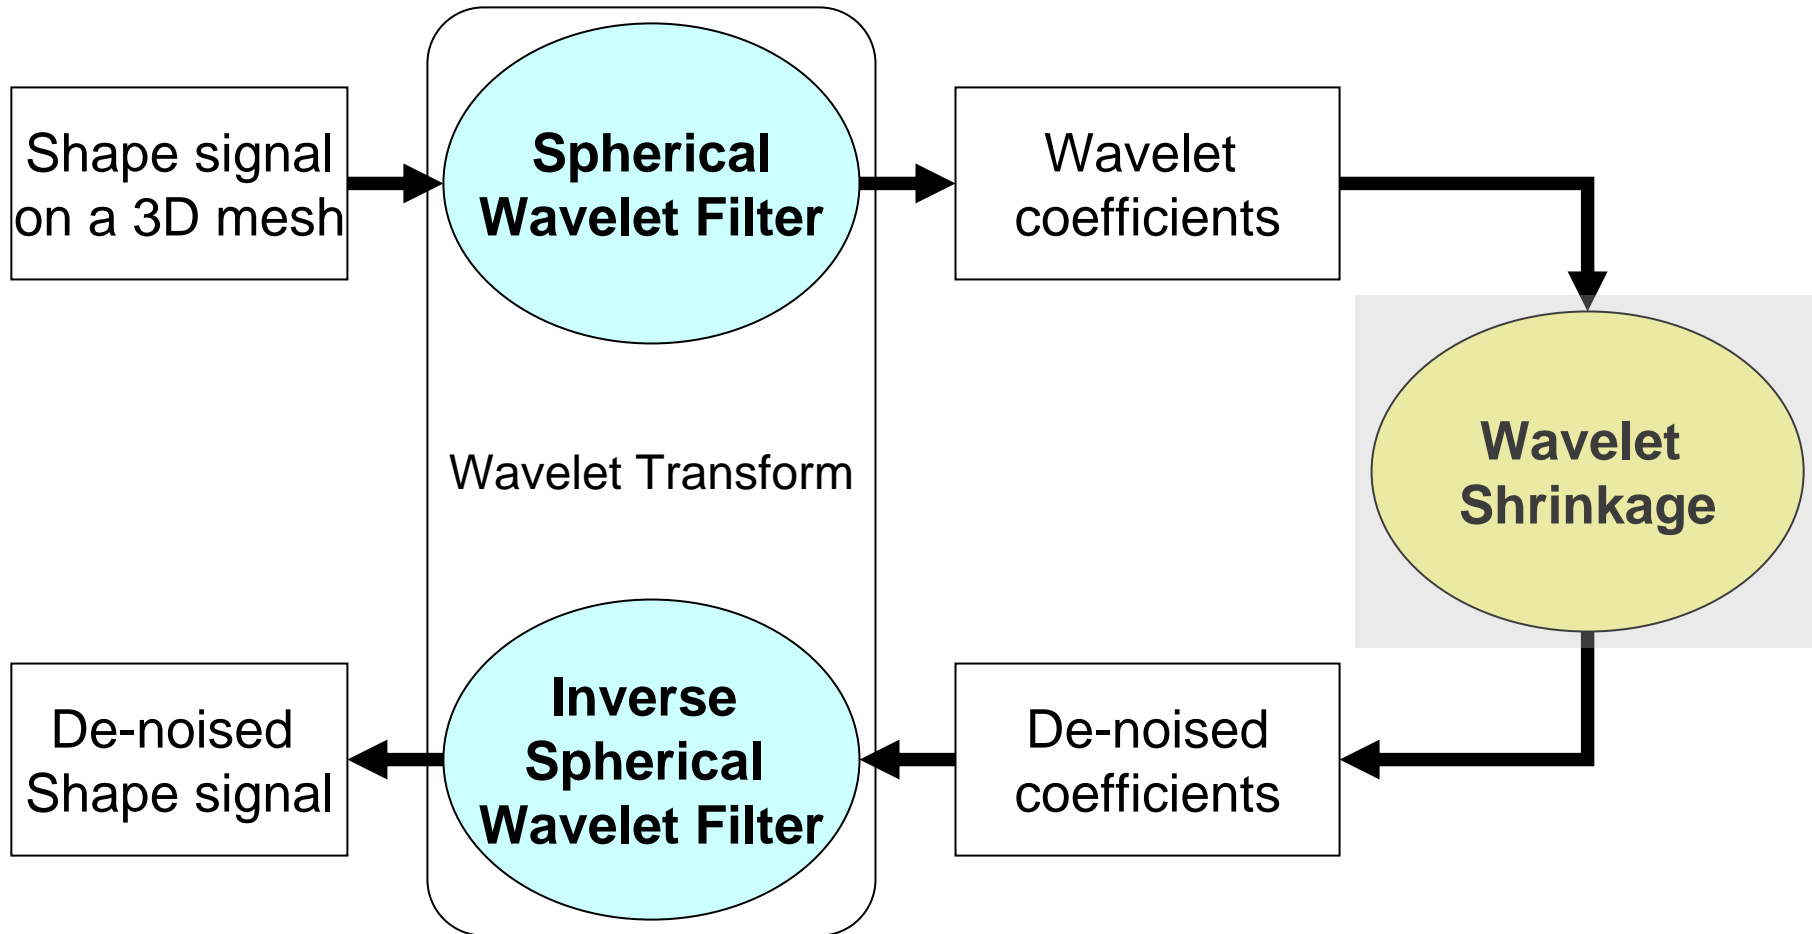 Shape signal
on a 3D mesh
Spherical
Wavelet Filter
Wavelet
coefficients
Wavelet Transform
Wavelet
Shrinkage
De-noised
Shape signal
Inverse
Spherical
Wavelet Filter
De-noised
coefficients